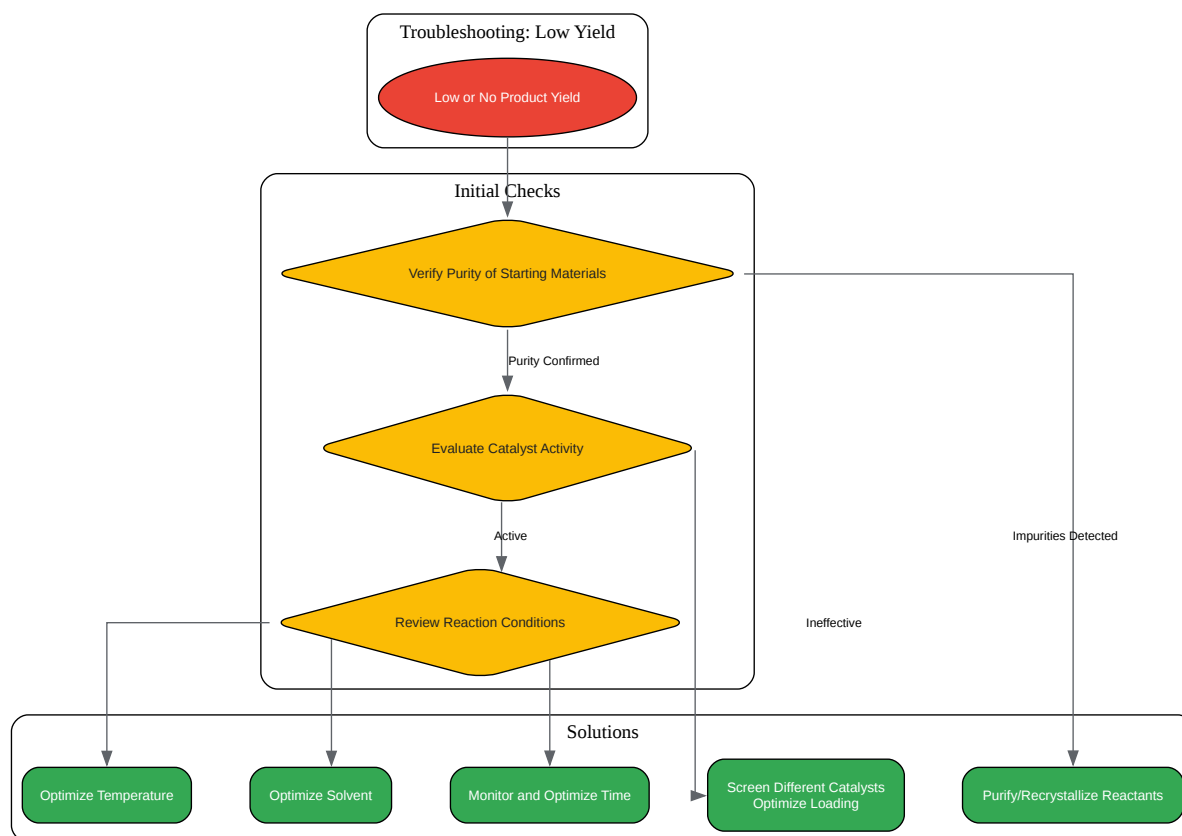 Troubleshooting: Low Yield
Low or No Product Yield
Initial Checks
Verify Purity of Starting Materials
Purity Confirmed
Evaluate Catalyst Activity
Active
Impurities Detected
Review Reaction Conditions
Ineffective
Solutions
Optimize Temperature
Optimize Solvent
Monitor and Optimize Time
Screen Different Catalysts
Optimize Loading
Purify/Recrystallize Reactants